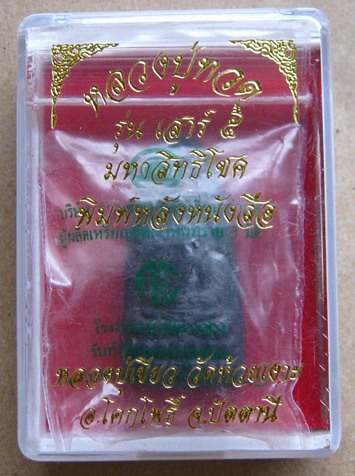 หลวงปู่ทวด
รุ่น เสาร์ ๕
มหาสิทธิโชค
พิมพ์หลังหนังสือ
หลวงปู่เขียว วัดห้วยเงาะ
อ.โคกโพธิ์ จ.ปัตตานี